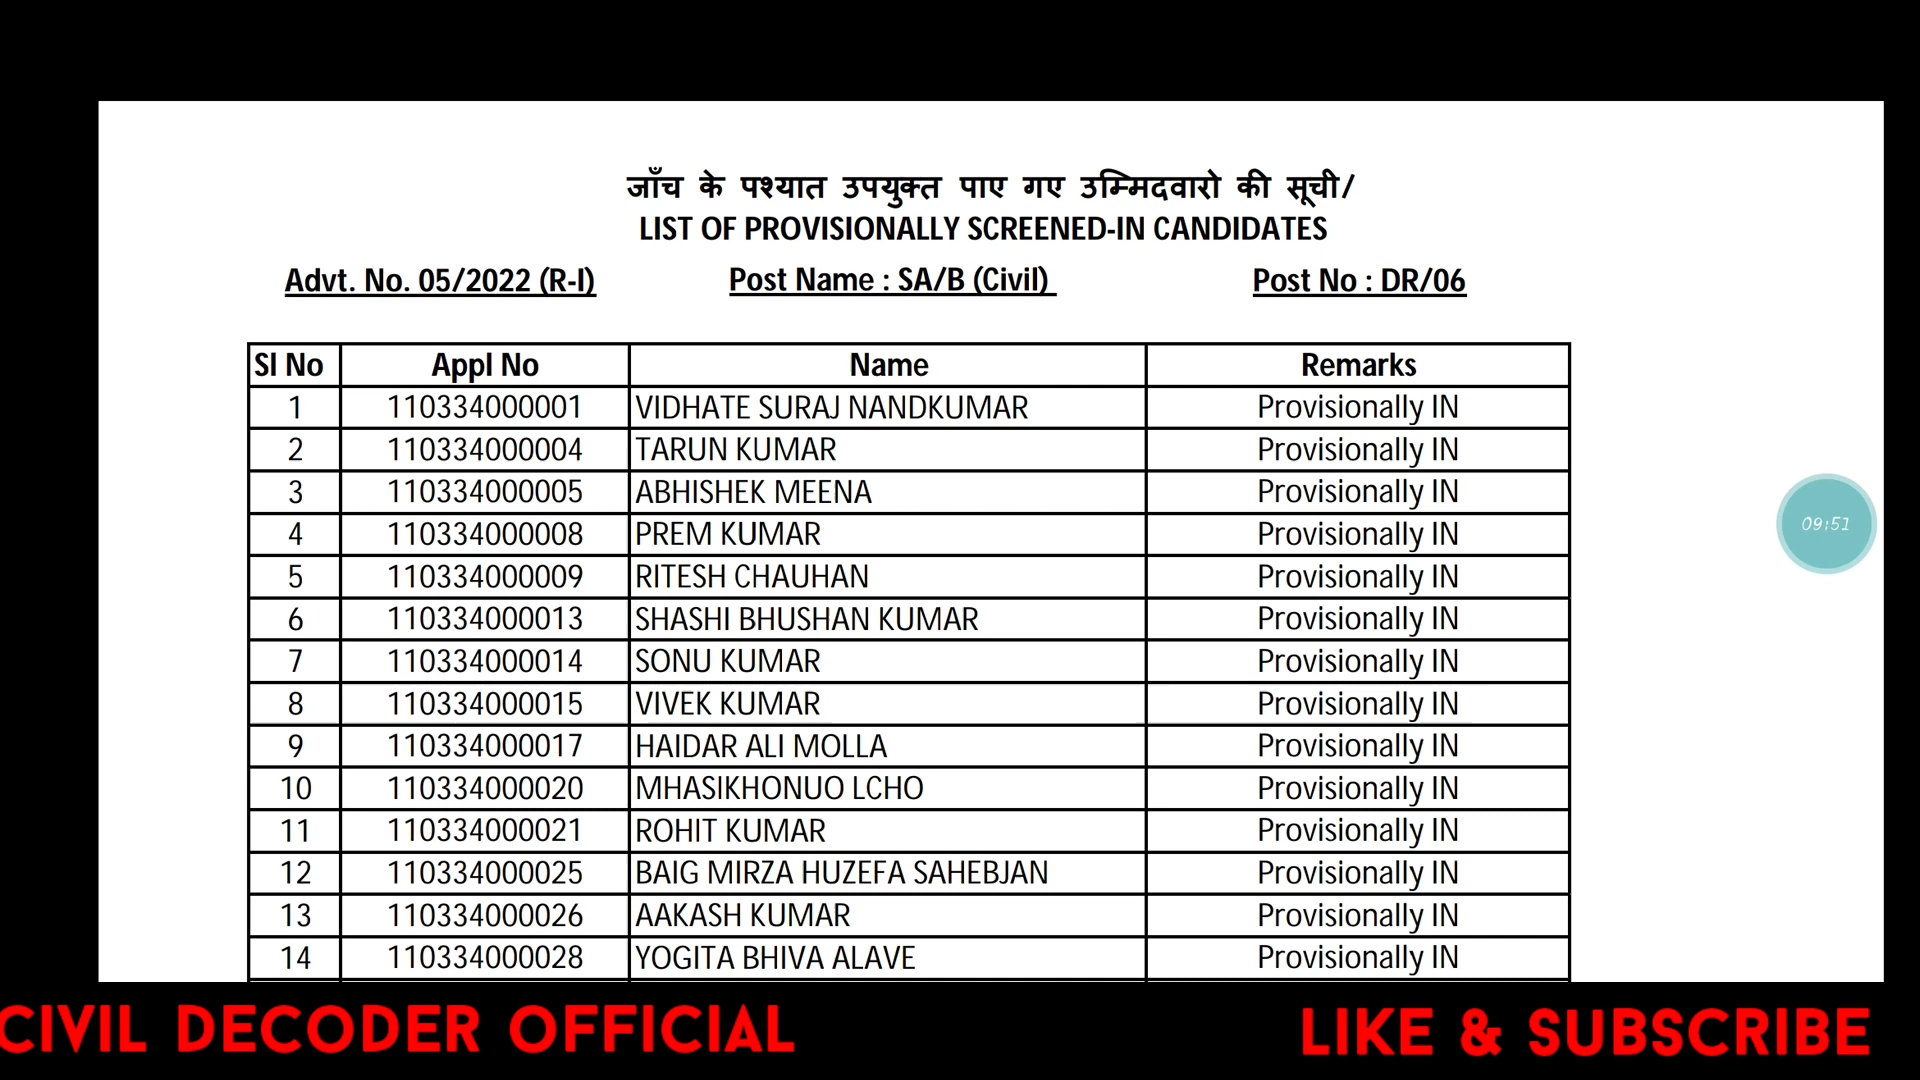 जाँच के पश्यात उपयुक्त पाए गए उम्मिदवारो की सूची/
LIST OF PROVISIONALLY SCREENED-IN CANDIDATES
Advt. No. 05/2022 (R-I) Post Name : SA/B (Civil) Post No : DR/06
Sl No Appl No Name Remarks
1 110334000001 VIDHATE SURAJ NANDKUMAR Provisionally IN
2 110334000004 TARUN KUMAR Provisionally IN
3 110334000005 ABHISHEK MEENA Provisionally IN
4 110334000008 PREM KUMAR Provisionally IN
5 110334000009 RITESH CHAUHAN Provisionally IN
6 110334000013 SHASHI BHUSHAN KUMAR Provisionally IN
7 110334000014 SONU KUMAR Provisionally IN
8 110334000015 VIVEK KUMAR Provisionally IN
9 110334000017 HAIDAR ALI MOLLA Provisionally IN
10 110334000020 MHASIKHONUO LCHO Provisionally IN
11 110334000021 ROHIT KUMAR Provisionally IN
12 110334000025 BAIG MIRZA HUZEFA SAHEBJAN Provisionally IN
13 110334000026 AAKASH KUMAR Provisionally IN
14 110334000028 YOGITA BHIVA ALAVE Provisionally IN
09:51
CIVIL DECODER OFFICIAL LIKE & SUBSCRIBE